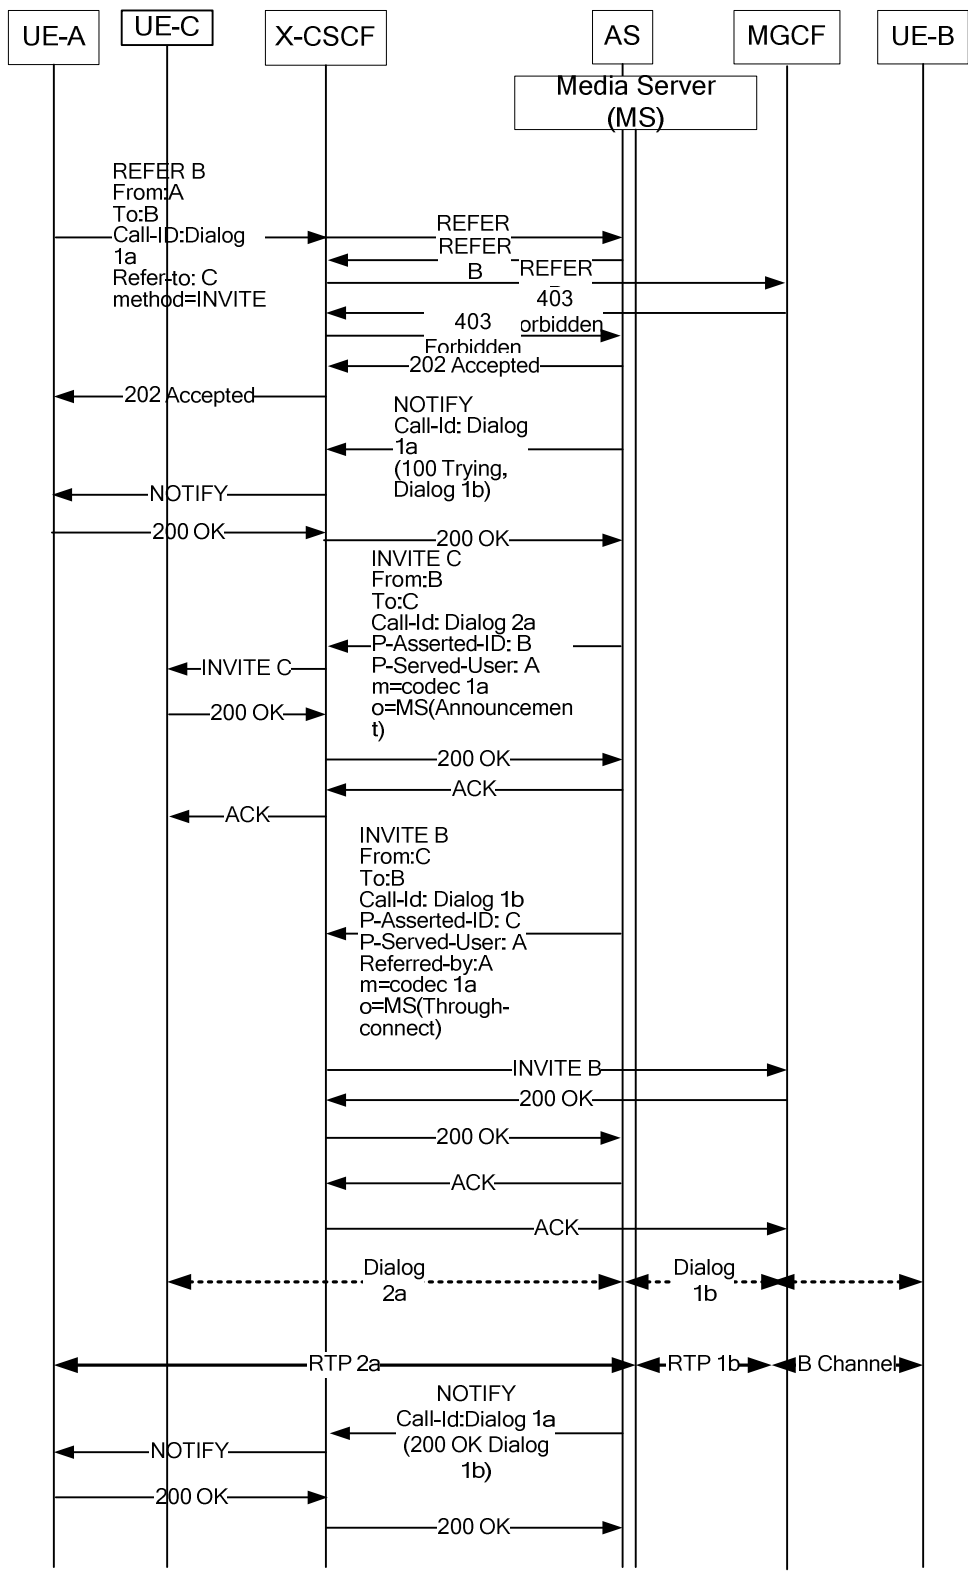 UE-A
UE-C
X-CSCF
AS
MGCF
UE-B
Media Server
(MS)
REFER B
From:A
To:B
Call-ID:Dialog
1a
Refer-to: C
method=INVITE
REFER
REFER
B
REFER
403
orbidden
403
Forbidden
202 Accepted
202 Accepted
NOTIFY
Call-Id: Dialog
1a
(100 Trying,
Dialog 1b)
NOTIFY
200 OK
200 OK
INVITE C
From:B
To:C
Call-Id: Dialog 2a
P-Asserted-ID: B
P-Served-User: A
m=codec 1a
o=MS(Announcemen
t)
INVITE C
200 OK
200 OK
ACK
ACK
INVITE B
From:C
To:B
Call-Id: Dialog 1b
P-Asserted-ID: C
P-Served-User: A
Referred-by:A
m=codec 1a
o=MS(Through-
connect)
INVITE B
200 OK
200 OK
ACK
ACK
Dialog
2a
Dialog
1b
RTP 2a
RTP 1b
B Channel
NOTIFY
Call-Id:Dialog 1a
(200 OK Dialog
1b)
NOTIFY
200 OK
200 OK